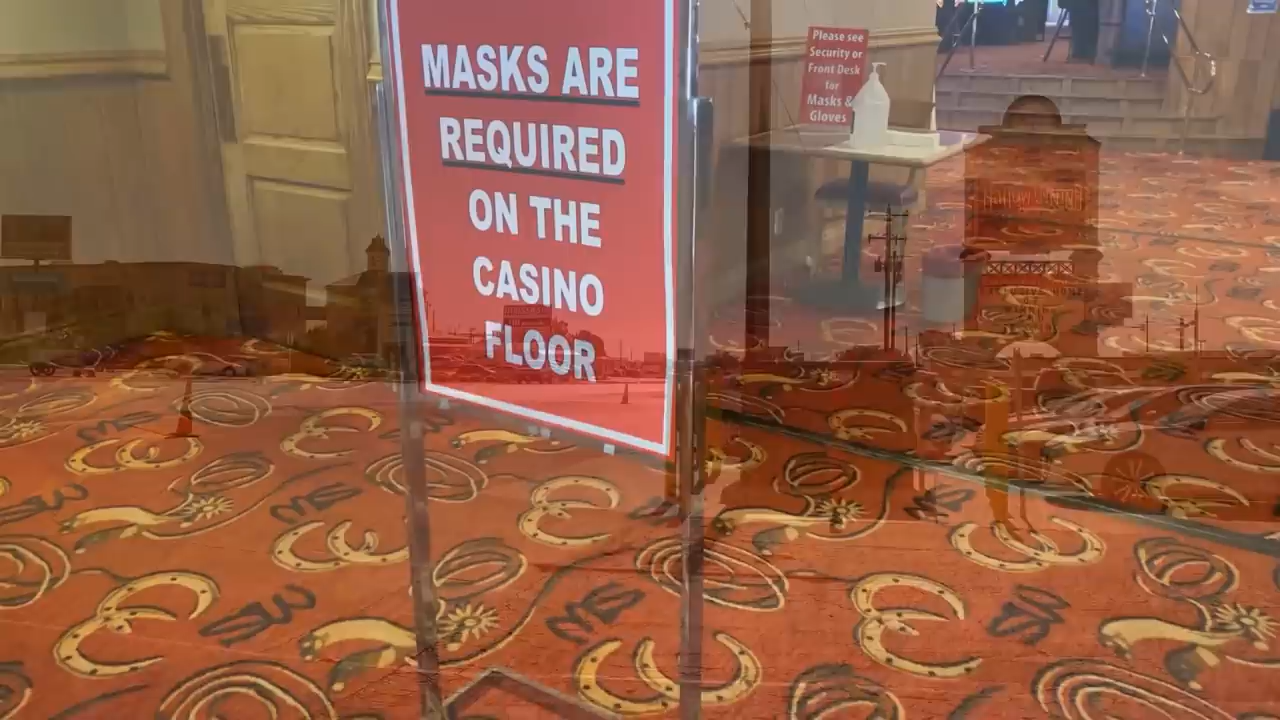 MASKS ARE
REQUIRED
ON THE
CASINO
FLOOR
Please see
Security or
Front Desk
for
Masks &
Gloves